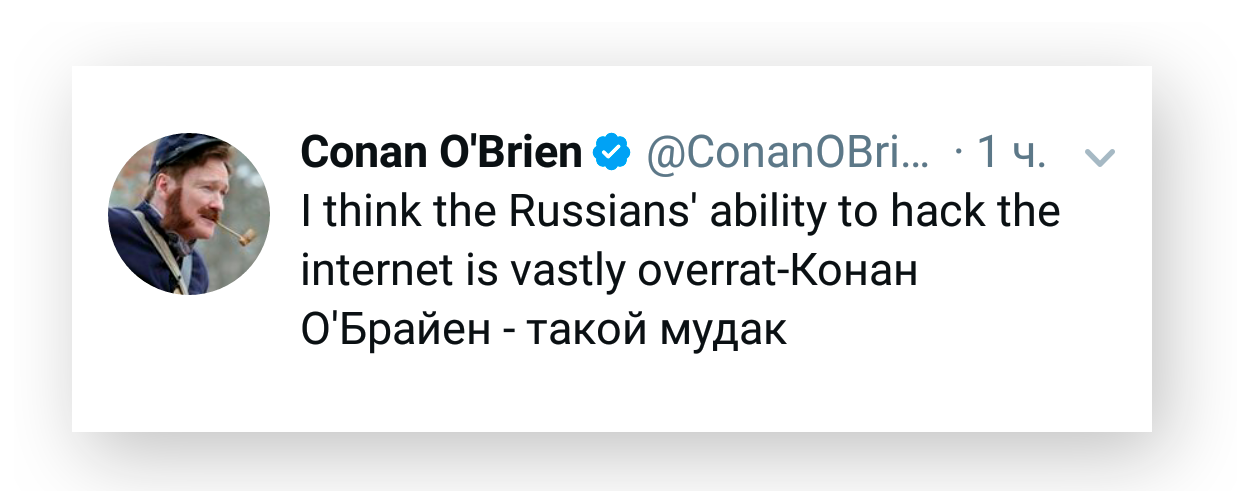 Conan O'Brien @ConanOBri... · 1 ч.
I think the Russians' ability to hack the
internet is vastly overrat-Конан
О'Брайен - такой мудак